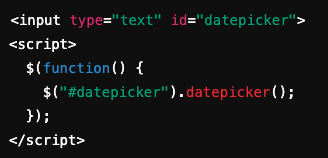 <input type="text" id="datepicker">
<script>
  $(function() {
    $("#datepicker").datepicker();
  });
</script>